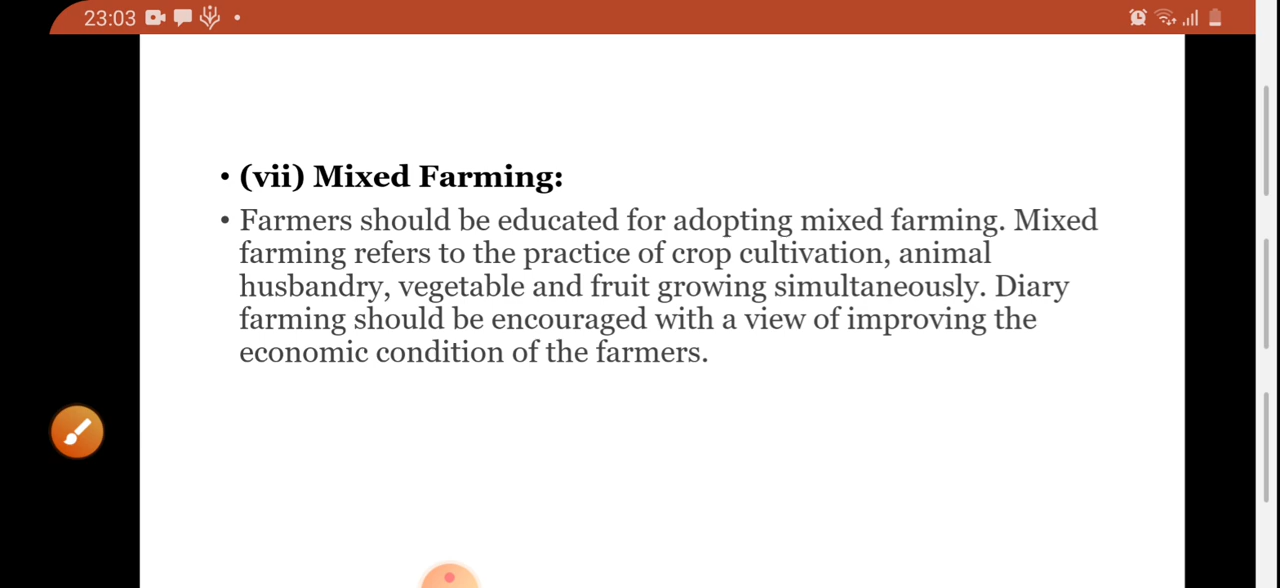 23:03
• (vii) Mixed Farming:
• Farmers should be educated for adopting mixed farming. Mixed
farming refers to the practice of crop cultivation, animal
husbandry, vegetable and fruit growing simultaneously. Diary
farming should be encouraged with a view of improving the
economic condition of the farmers.